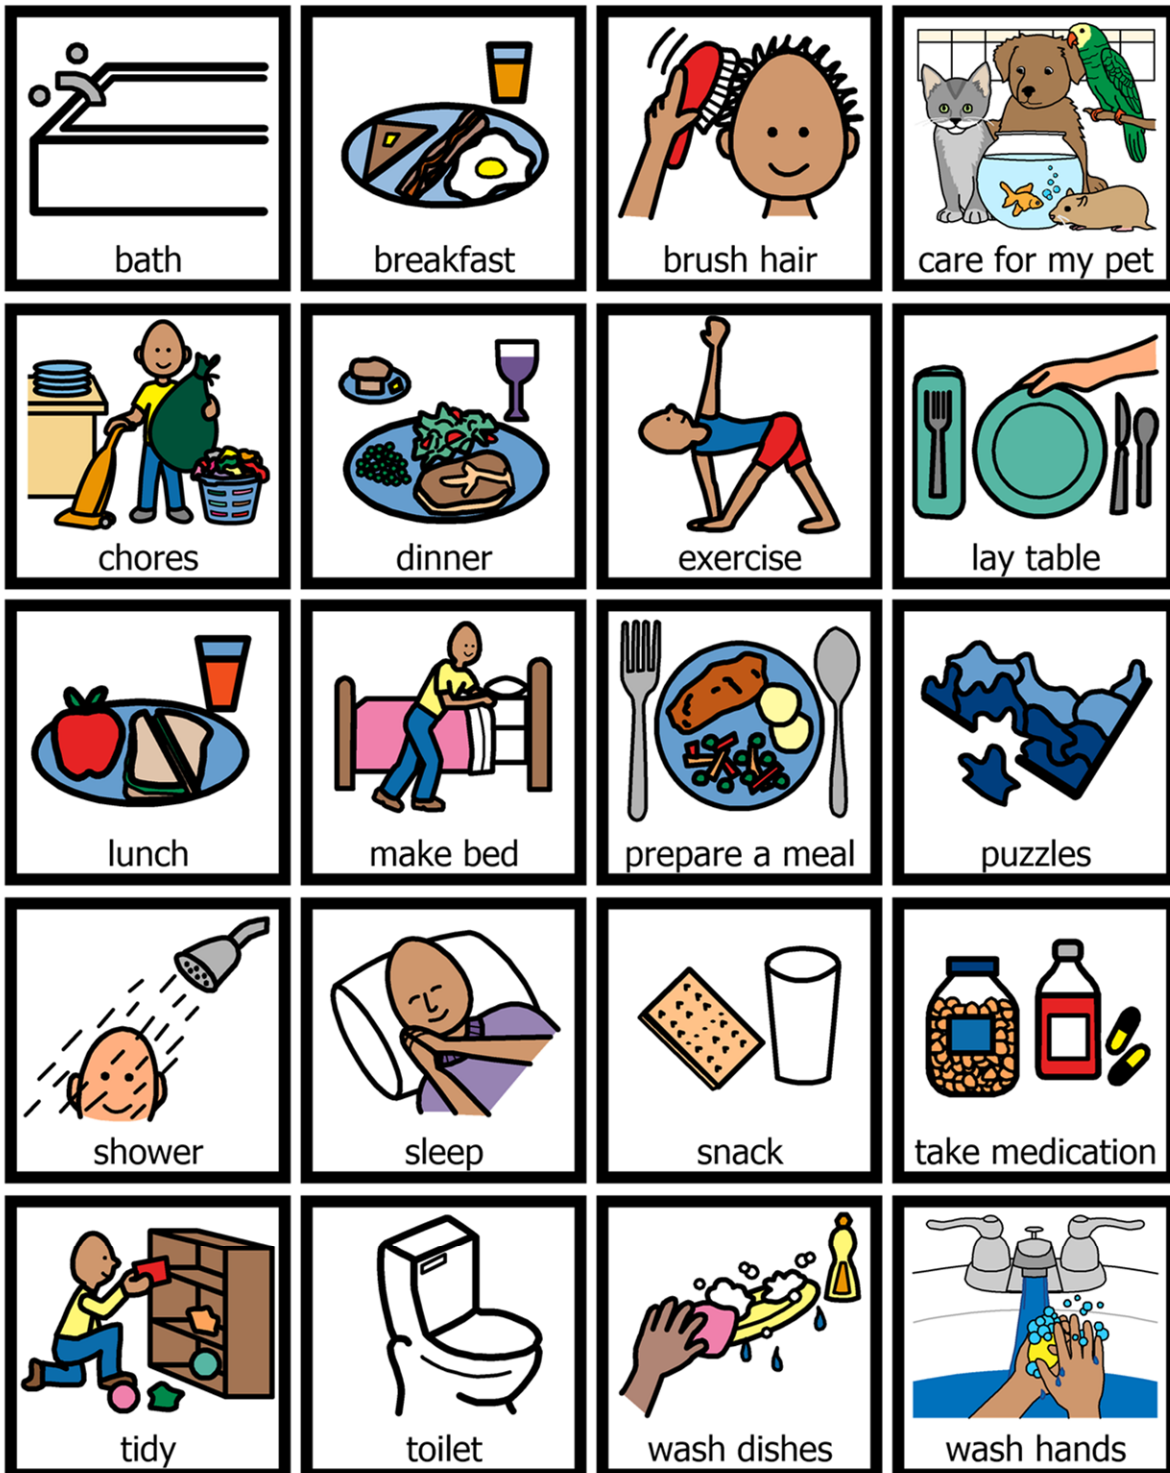 bath
breakfast
brush hair
care for my pet
chores
dinner
exercise
lay table
lunch
make bed
prepare a meal
puzzles
shower
sleep
snack
take medication
tidy
toilet
wash dishes
wash hands